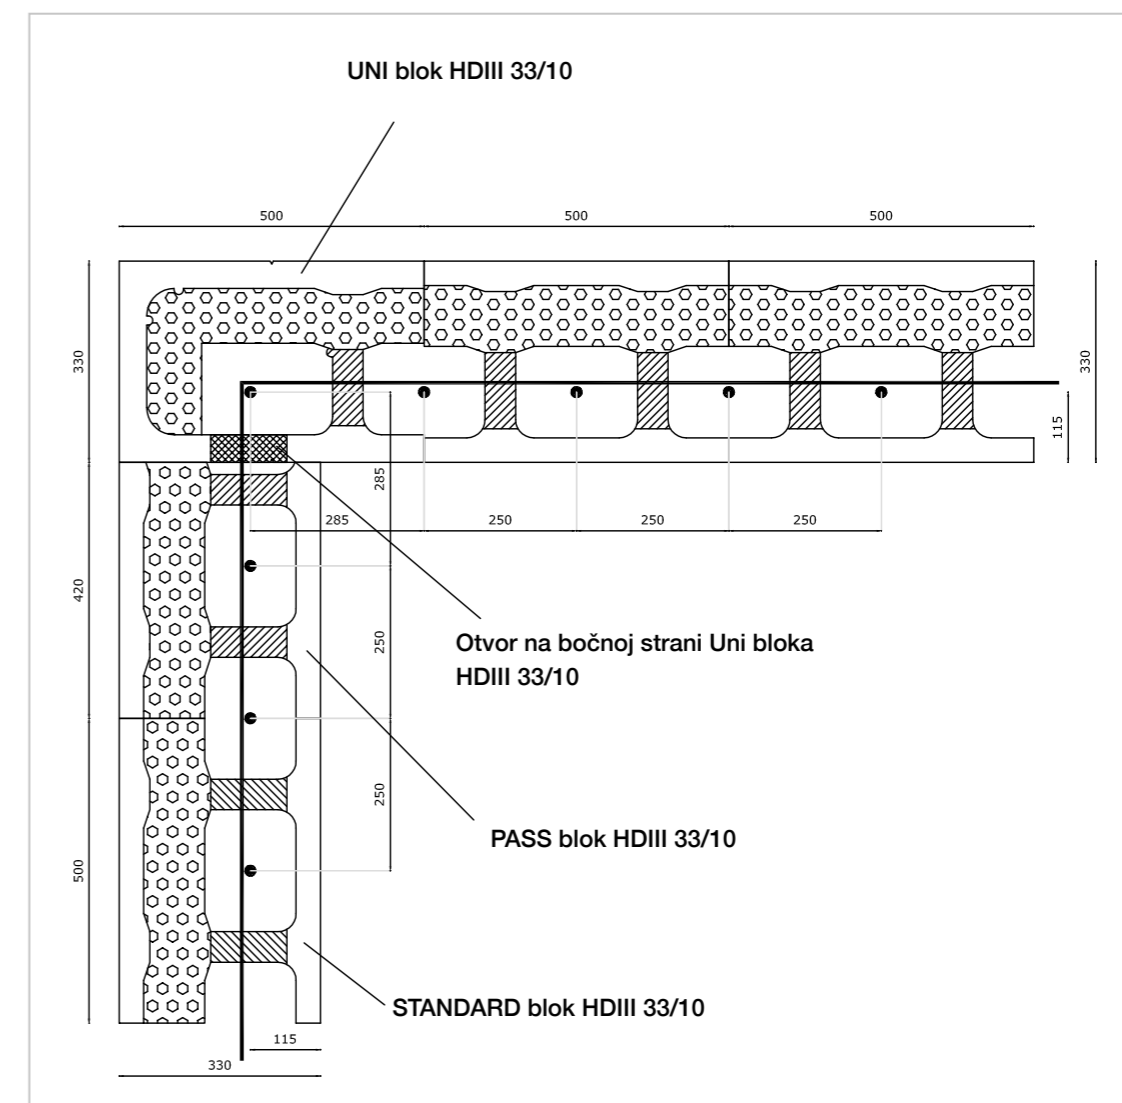 UNI blok HDIII 33/10
500 500 500
330
330
115
285
285 250 250 250
420
250
Otvor na bočnoj strani Uni bloka
HDIII 33/10
250
PASS blok HDIII 33/10
500
STANDARD blok HDIII 33/10
115
330